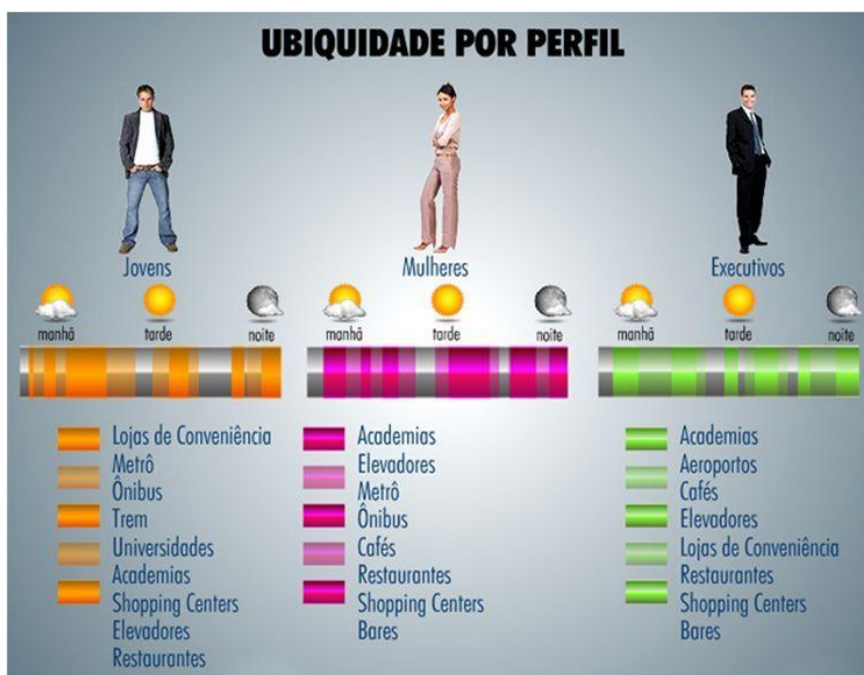 UBIQUIDADE POR PERFIL
Jovens
Mulheres
Executivos
manhã
tarde
noite
manhã
tarde
noite
manhã
tarde
noite
Lojas de Conveniência
Metrô
Ônibus
Trem
Universidades
Academias
Shopping Centers
Elevadores
Restaurantes
Academias
Elevadores
Metrô
Ônibus
Cafés
Restaurantes
Shopping Centers
Bares
Academias
Aeroportos
Cafés
Elevadores
Lojas de Conveniência
Restaurantes
Shopping Centers
Bares